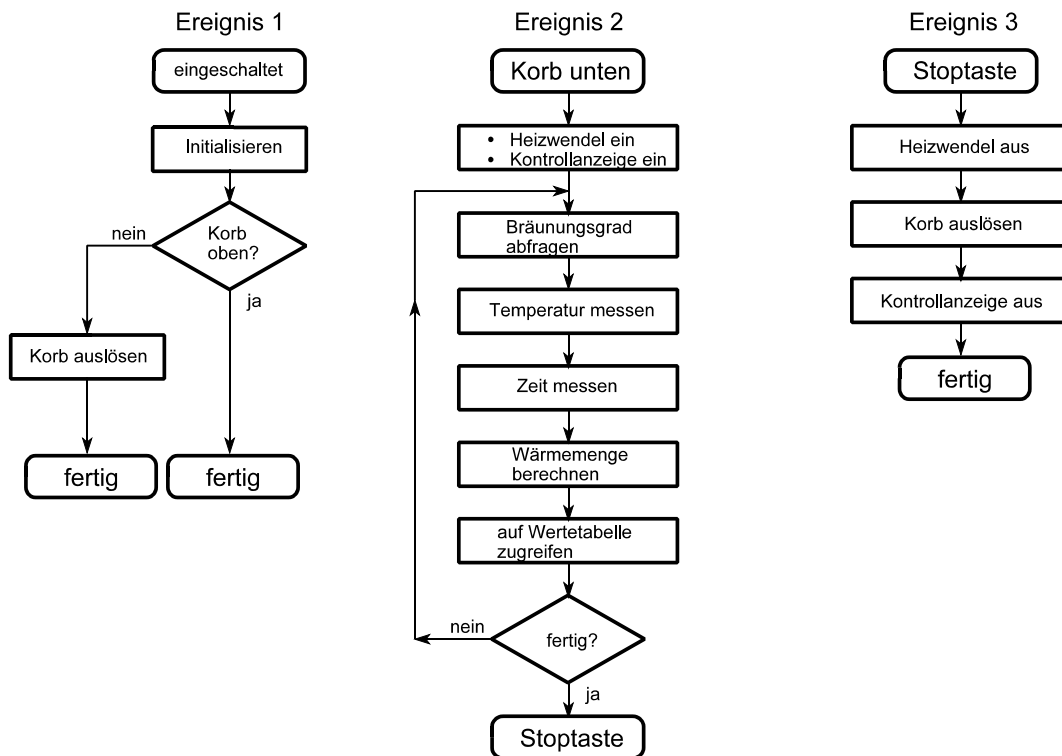 Ereignis 1
eingeschaltet
Initialisieren
Korb
oben?
nein
ja
Korb auslösen
fertig
fertig
Ereignis 2
Korb unten
• Heizwendel ein
• Kontrollanzeige ein
Bräunungsgrad
abfragen
Temperatur messen
Zeit messen
Wärmemenge
berechnen
auf Wertetabelle
zugreifen
fertig?
nein
ja
Stoptaste
Ereignis 3
Stoptaste
Heizwendel aus
Korb auslösen
Kontrollanzeige aus
fertig